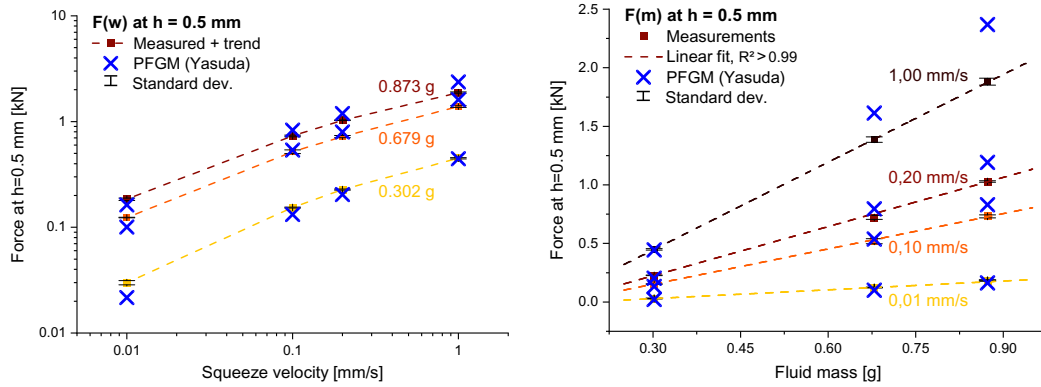 F(w) at h = 0.5 mm
Measured + trend
PFGM (Yasuda)
Standard dev.
0.873 g
0.679 g
0.302 g
10
1
0.1
0.01
Force at h=0.5 mm [kN]
0.01
0.1
1
Squeeze velocity [mm/s]
F(m) at h = 0.5 mm
Measurements
Linear fit, R²>0.99
PFGM (Yasuda)
Standard dev.
1,00 mm/s
0,20 mm/s
0,10 mm/s
0,01 mm/s
2.5
2.0
1.5
1.0
0.5
0.0
Force at h=0.5 mm [kN]
0.30
0.45
0.60
0.75
0.90
Fluid mass [g]